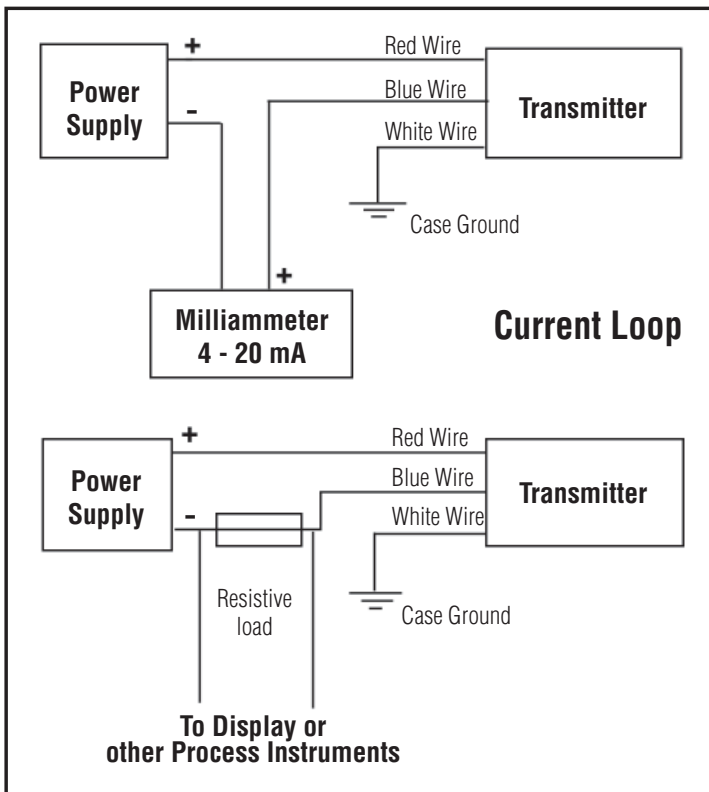 +
Red Wire
Power
Supply
Blue Wire
Transmitter
-
White Wire
Case Ground
+
Milliammeter
4 - 20 mA
Current Loop
+
Red Wire
Power
Supply
Blue Wire
Transmitter
-
White Wire
Resistive
load
Case Ground
To Display or
other Process Instruments